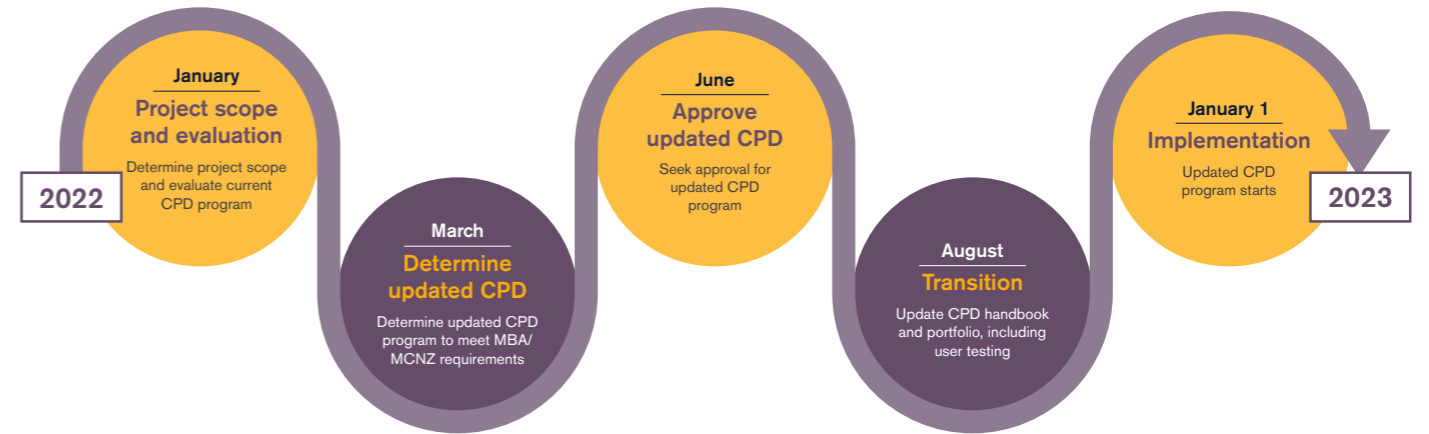 2022
January
Project scope
and evaluation
Determine project scope
and evaluate current
CPD program
March
Determine
updated CPD
Determine updated CPD
program to meet MBA/
MCNZ requirements
June
Approve
updated CPD
Seek approval for
updated CPD
program
August
Transition
Update CPD handbook
and portfolio, including
user testing
January 1
Implementation
Updated CPD
program starts
2023